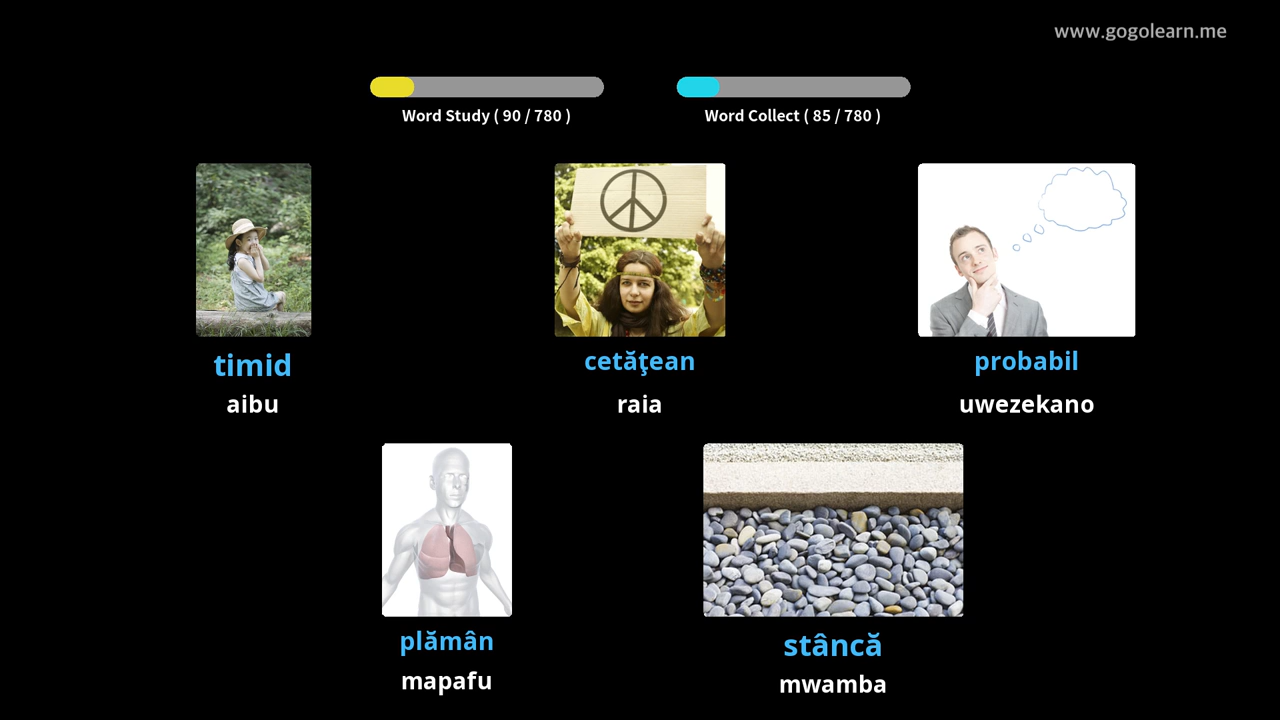 www.gogolearn.me
Word Study ( 90 / 780 )
Word Collect ( 85 / 780 )
timid
aibu
cetăţean
raia
probabil
uwezekano
plămân
mapafu
stâncă
mwamba